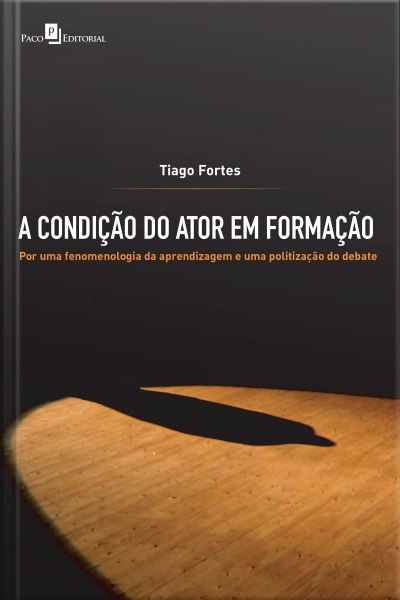 PACO EDITORIAL
Tiago Fortes
A CONDIÇÃO DO ATOR EM FORMAÇÃO
Por uma fenomenologia da aprendizagem e uma politização do debate